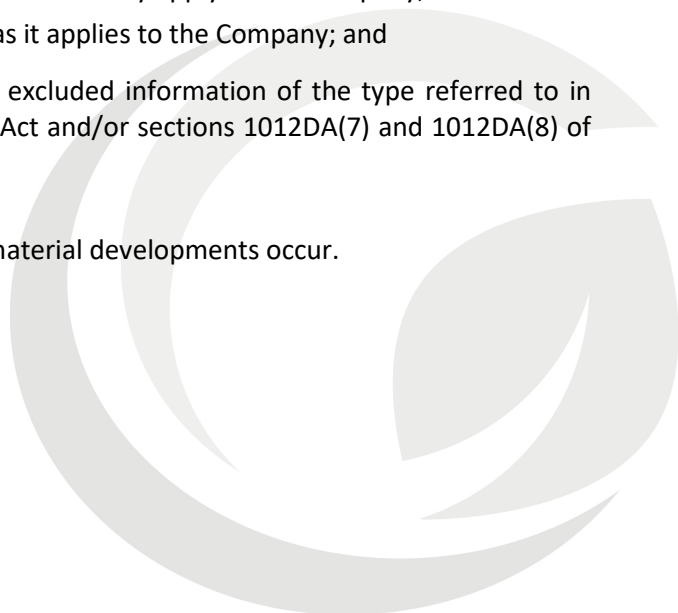 as it applies to the Company; and
excluded information of the type referred to in
Act and/or sections 1012DA(7) and 1012DA(8) of
material developments occur.